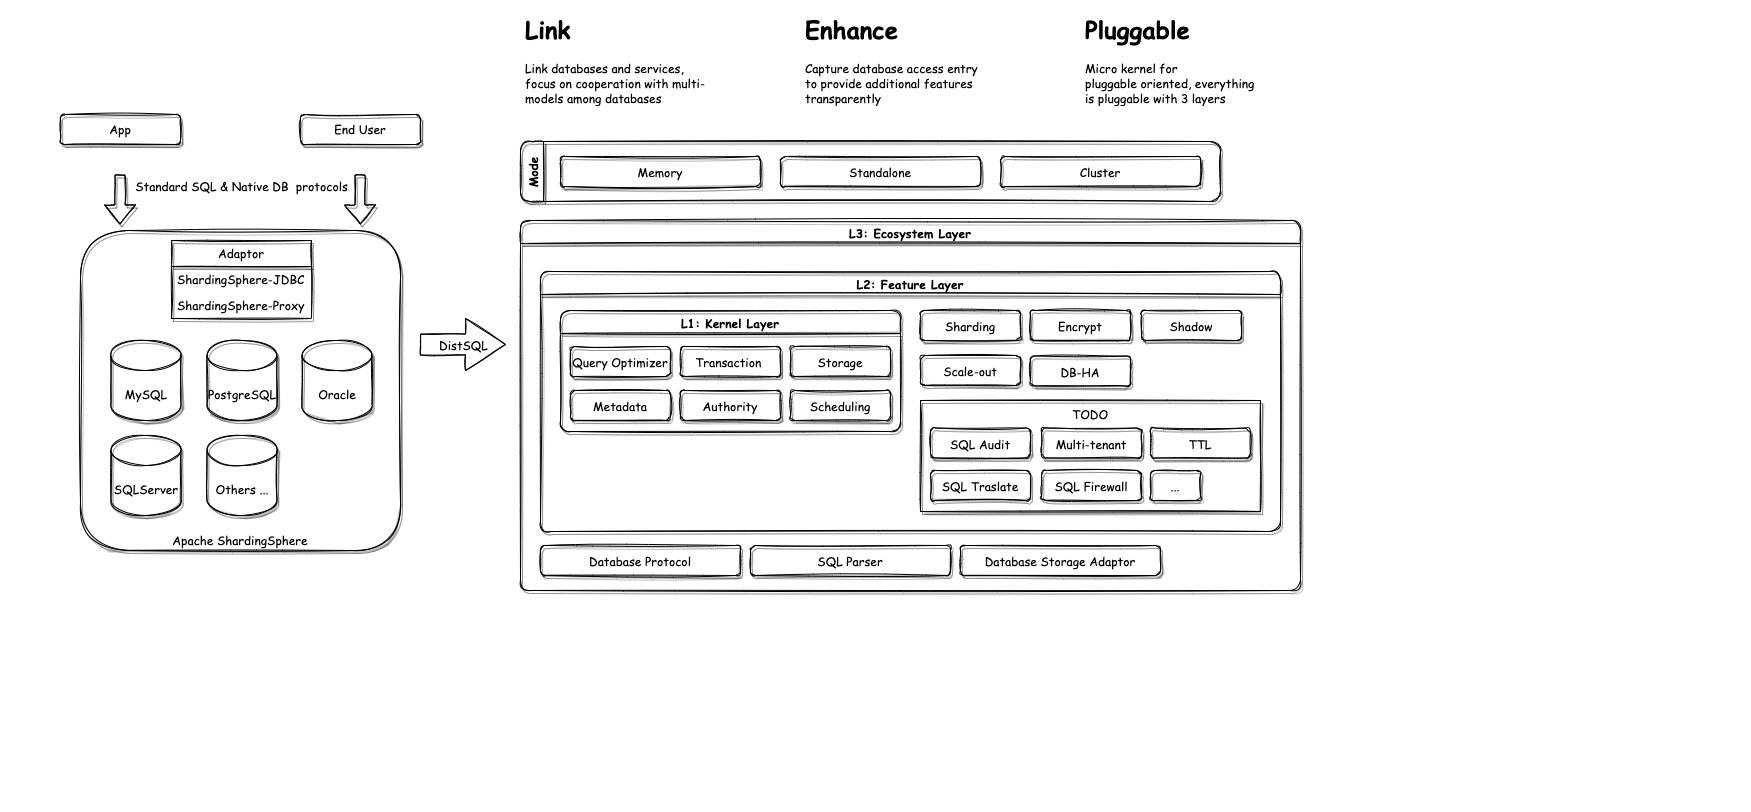 Link
Link databases and services,
focus on cooperation with multi-
models among databases
Enhance
Capture database access entry
to provide additional features
transparently
Pluggable
Micro kernel for
pluggable oriented, everything
is pluggable with 3 layers
App
End User
Standard SQL & Native DB protocols
Adaptor
ShardingSphere-JDBC
ShardingSphere-Proxy
MySQL
PostgreSQL
Oracle
SQLServer
Others ...
Apache ShardingSphere
DistSQL
Mode
Memory
Standalone
Cluster
L3: Ecosystem Layer
L2: Feature Layer
L1: Kernel Layer
Query Optimizer
Transaction
Storage
Metadata
Authority
Scheduling
Sharding
Encrypt
Shadow
Scale-out
DB-HA
TODO
SQL Audit
Multi-tenant
TTL
SQL Traslate
SQL Firewall
...
Database Protocol
SQL Parser
Database Storage Adaptor